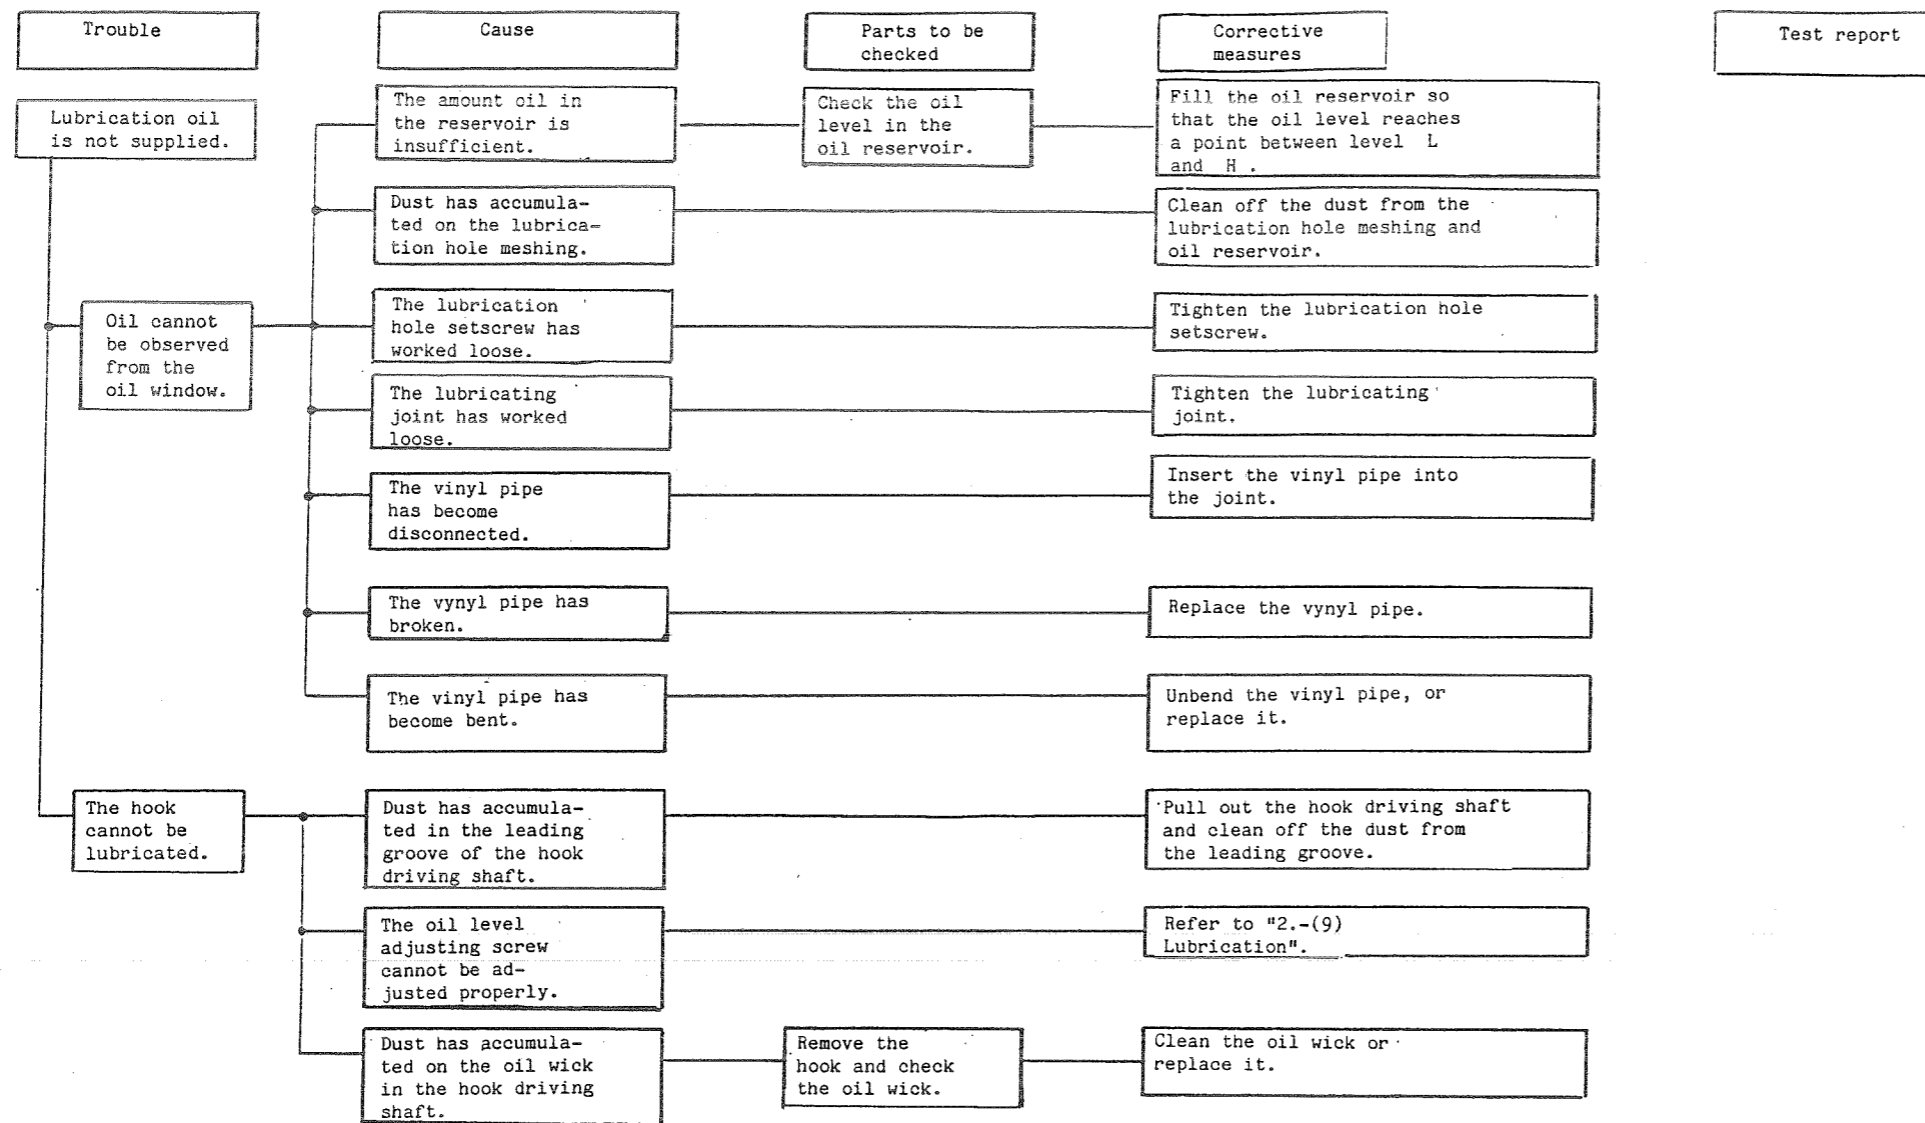 Trouble
Cause
Parts to be
checked
Corrective
measures
Test report
Lubrication oil
is not supplied.
The amount oil in
the reservoir is
insufficient.
Check the oil
level in the
oil reservoir.
Fill the oil reservoir so
that the oil level reaches
a point between level L
and H .
Dust has accumula-
ted on the lubrica-
tion hole meshing.
Clean off the dust from the
lubrication hole meshing and
oil reservoir.
Oil cannot
be observed
from the
oil window.
The lubrication
hole setscrew has
worked loose.
Tighten the lubrication hole
setscrew.
The lubricating
joint has worked
loose.
Tighten the lubricating
joint.
The vinyl pipe
has become
disconnected.
Insert the vinyl pipe into
the joint.
The vynyl pipe has
broken.
Replace the vynyl pipe.
The vinyl pipe has
become bent.
Unbend the vinyl pipe, or
replace it.
The hook
cannot be
lubricated.
Dust has accumula-
ted in the leading
groove of the hook
driving shaft.
Pull out the hook driving shaft
and clean off the dust from
the leading groove.
The oil level
adjusting screw
cannot be ad-
justed properly.
Refer to "2.-(9)
Lubrication".
Dust has accumula-
ted on the oil wick
in the hook driving
shaft.
Remove the
hook and check
the oil wick.
Clean the oil wick or
replace it.